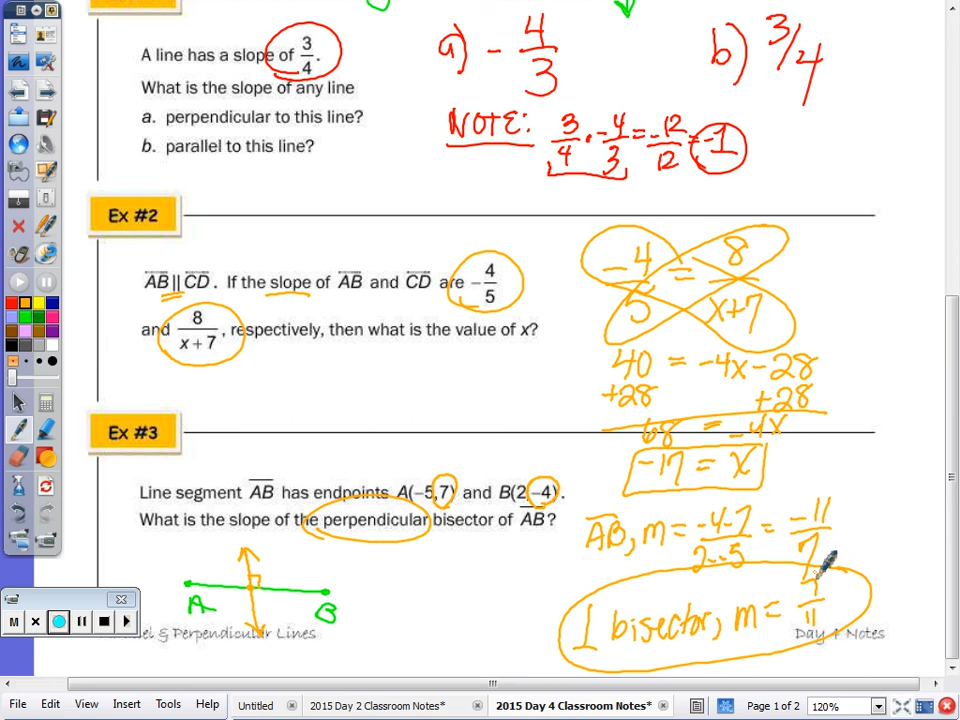 A line has a slope of 3/4.
What is the slope of any line
a. perpendicular to this line?
b. parallel to this line?
a) - 4/3
b) 3/4
NOTE: 3/4 · -4/3 = -12/12 = -1
Ex #2
AB || CD. If the slope of AB and CD are -4/5
and 8/(x + 7), respectively, then what is the value of x?
-4/5 = 8/(x+7)
40 = -4x - 28
+28 +28
68 = -4x
-17 = x
Ex #3
Line segment AB has endpoints A(−5,7) and B(2,−4).
What is the slope of the perpendicular bisector of AB?
AB, m = -4-7/2--5 = -11/7
⊥ bisector, m = 7/11
A B
& Perpendicular Lines
Day 4 Notes
M
File Edit View Insert Tools Help
Untitled
2015 Day 2 Classroom Notes*
2015 Day 4 Classroom Notes*
Page 1 of 2
120%